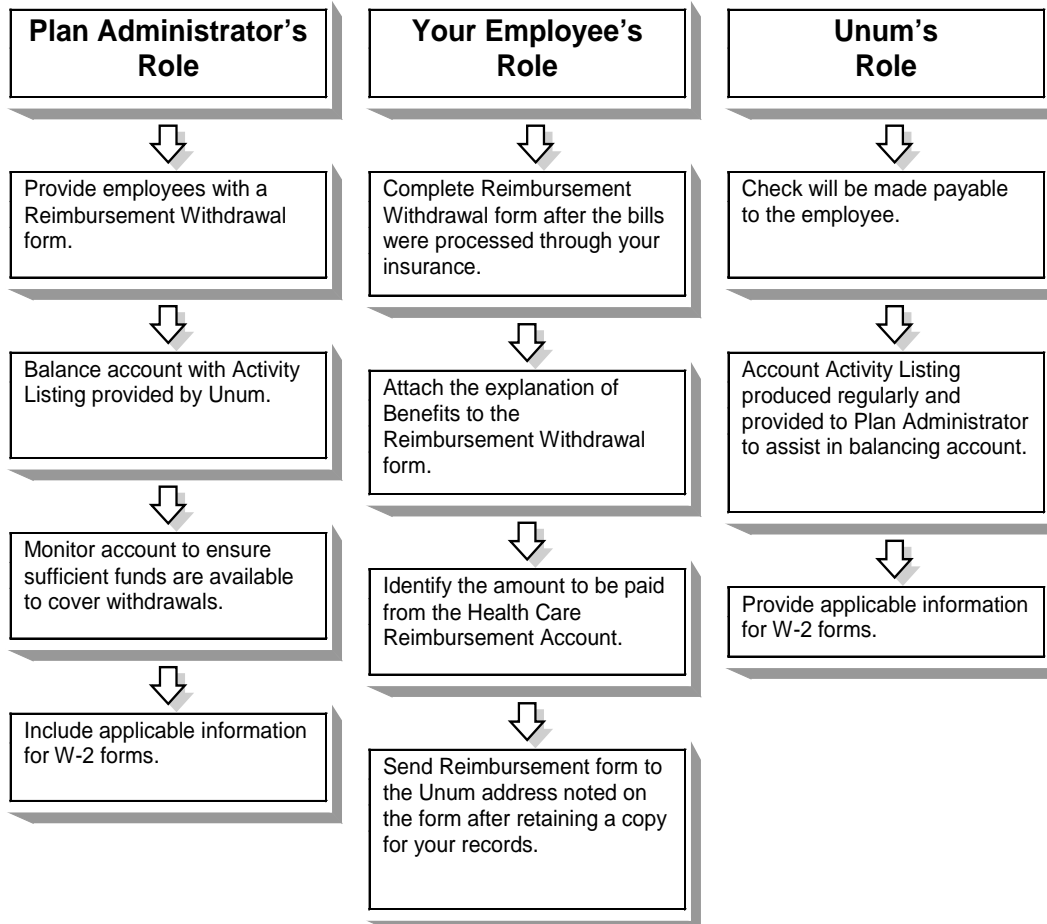 Plan Administrator's
Role
Provide employees with a
Reimbursement Withdrawal
form.
Balance account with Activity
Listing provided by Unum.
Monitor account to ensure
sufficient funds are available
to cover withdrawals.
Include applicable information
for W-2 forms.
Your Employee's
Role
Complete Reimbursement
Withdrawal form after the bills
were processed through your
insurance.
Attach the explanation of
Benefits to the
Reimbursement Withdrawal
form.
Identify the amount to be paid
from the Health Care
Reimbursement Account.
Send Reimbursement form to
the Unum address noted on
the form after retaining a copy
for your records.
Unum's
Role
Check will be made payable
to the employee.
Account Activity Listing
produced regularly and
provided to Plan Administrator
to assist in balancing account.
Provide applicable information
for W-2 forms.